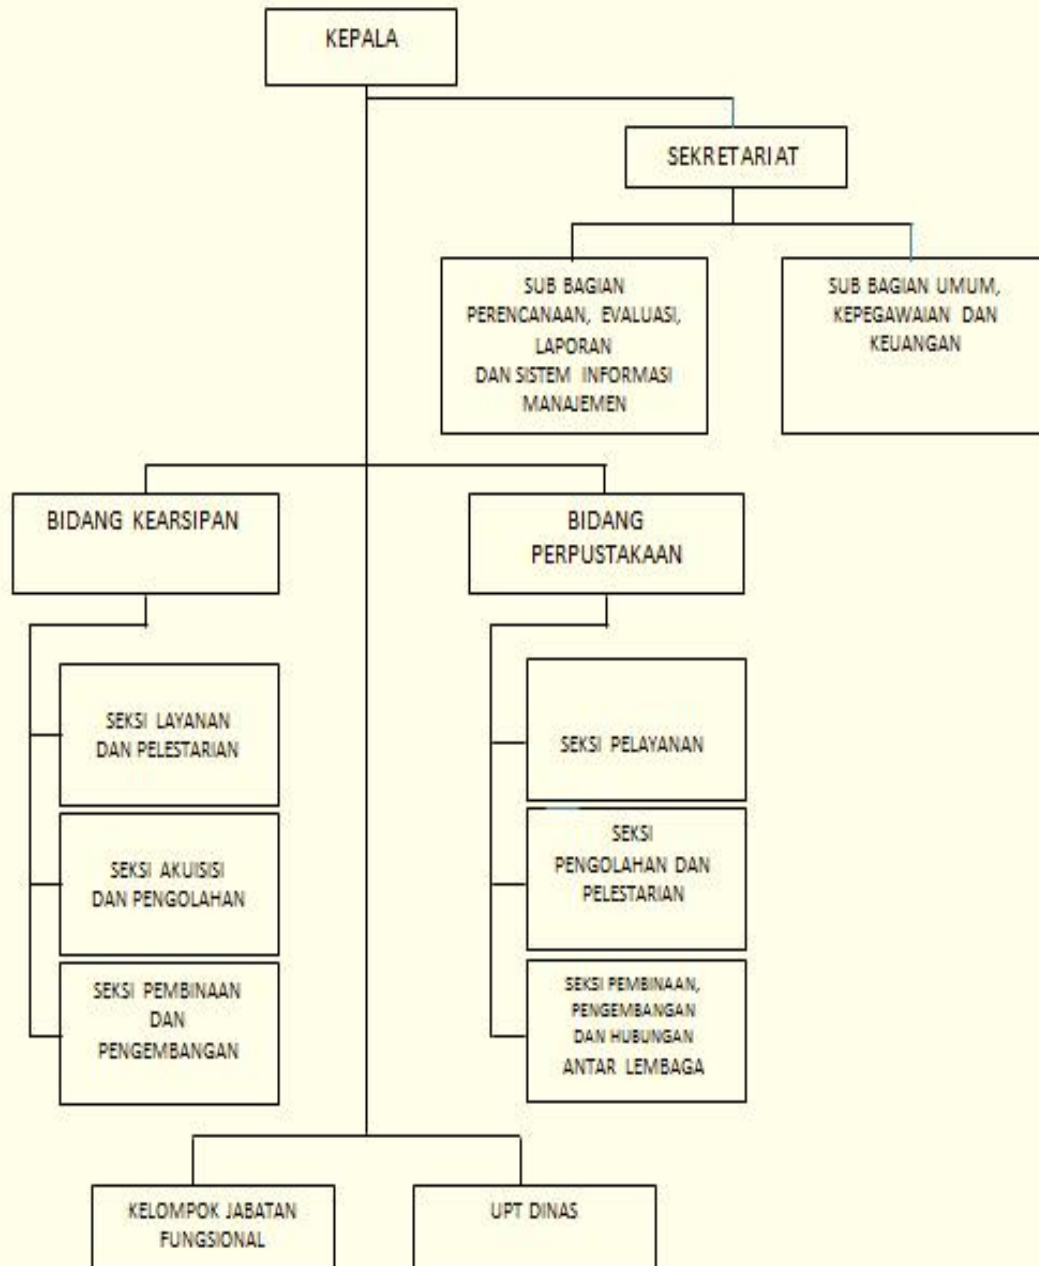 KEPALA
SEKRETARIAT
SUB BAGIAN
PERENCANAAN, EVALUASI,
LAPORAN
DAN SISTEM INFORMASI
MANAJEMEN
SUB BAGIAN UMUM,
KEPEGAWAIAN DAN
KEUANGAN
BIDANG KEARSIPAN
BIDANG
PERPUSTAKAAN
SEKSI LAYANAN
DAN PELESTARIAN
SEKSI AKUISISI
DAN PENGOLAHAN
SEKSI PEMBINAAN
DAN
PENGEMBANGAN
SEKSI PELAYANAN
SEKSI
PENGOLAHAN DAN
PELESTARIAN
SEKSI PEMBINAAN,
PENGEMBANGAN
DAN HUBUNGAN
ANTAR LEMBAGA
KELOMPOK JABATAN
FUNGSIONAL
UPT DINAS